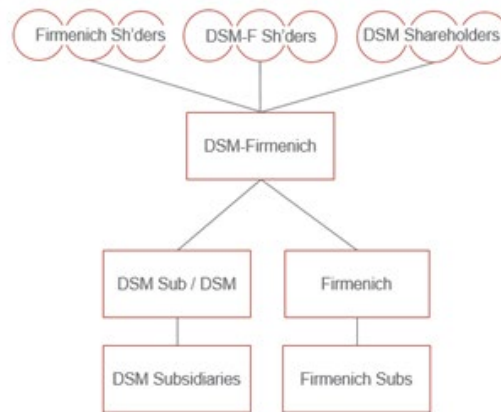 Firmenich Sh'ders
DSM-F Sh'ders
DSM Shareholders
DSM-Firmenich
DSM Sub / DSM
Firmenich
DSM Subsidiaries
Firmenich Subs